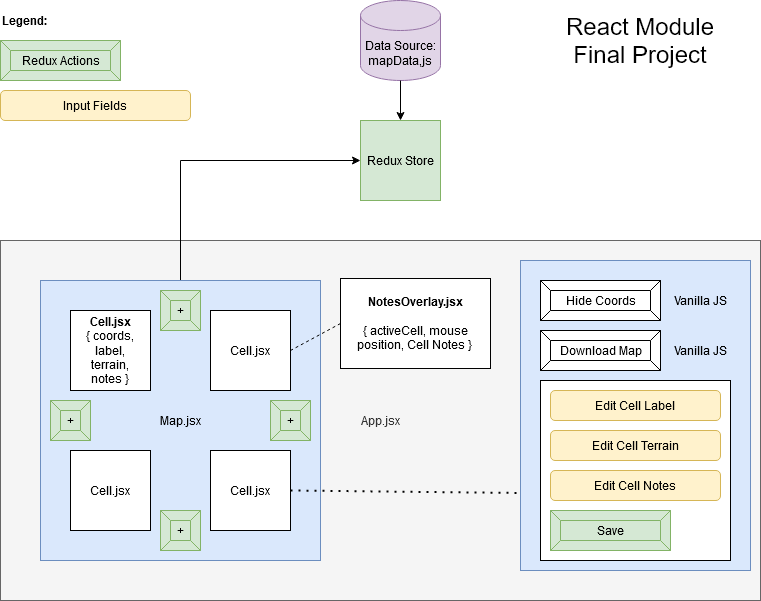 Legend:
Redux Actions
Input Fields
Data Source:
mapData.js
React Module
Final Project
Redux Store
+
Cell.jsx
{ coords,
label,
terrain,
notes }
Cell.jsx
NotesOverlay.jsx
{ activeCell, mouse
position, Cell Notes }
+
Map.jsx
+
App.jsx
Cell.jsx
+
Cell.jsx
Hide Coords
Vanilla JS
Download Map
Vanilla JS
Edit Cell Label
Edit Cell Terrain
Edit Cell Notes
Save